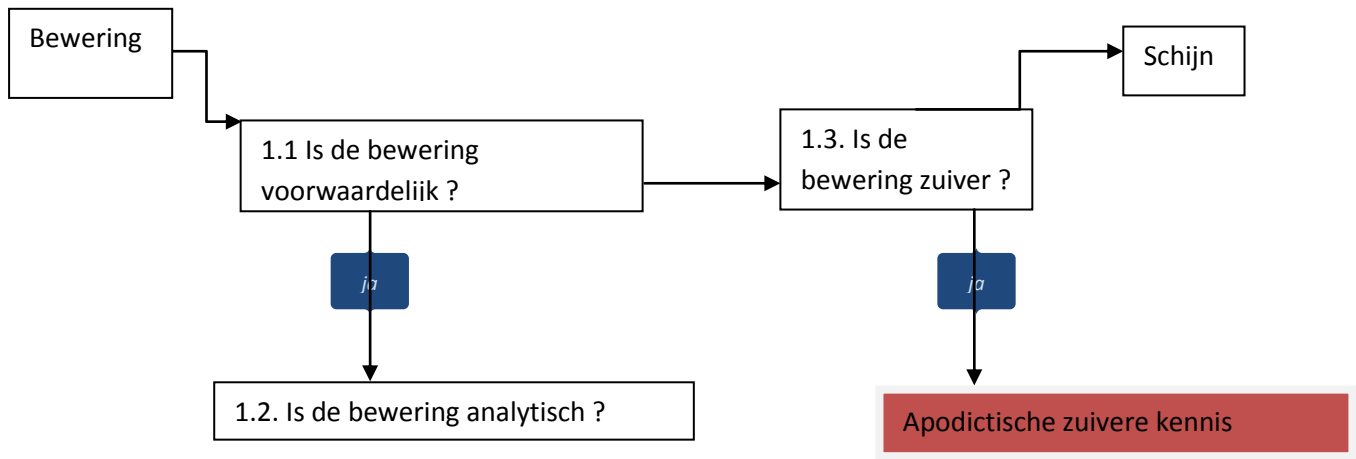 Bewering
Schijn
1.1 Is de bewering
voorwaardelijk ?
1.3. Is de
bewering zuiver ?
ja
ja
1.2. Is de bewering analytisch ?
Apodictische zuivere kennis